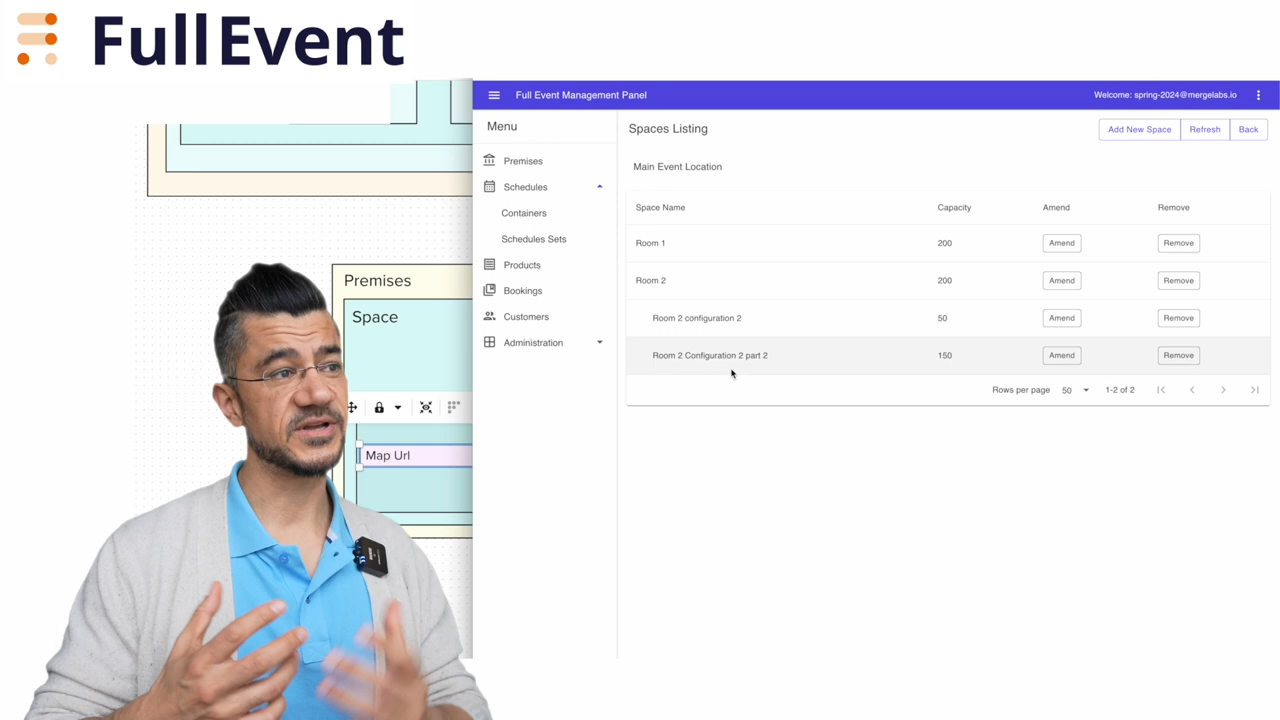 FullEvent
Full Event Management Panel
Welcome: spring-2024@mergelabs.io
Menu
Premises
Schedules
Containers
Schedules Sets
Products
Bookings
Customers
Administration
Spaces Listing
Add New Space
Refresh
Back
Main Event Location
Space Name Capacity Amend Remove
Room 1 200 Amend Remove
Room 2 200 Amend Remove
Room 2 configuration 2 50 Amend Remove
Room 2 Configuration 2 part 2 150 Amend Remove
Rows per page 50 1-2 of 2
Premises
Space
Map Url